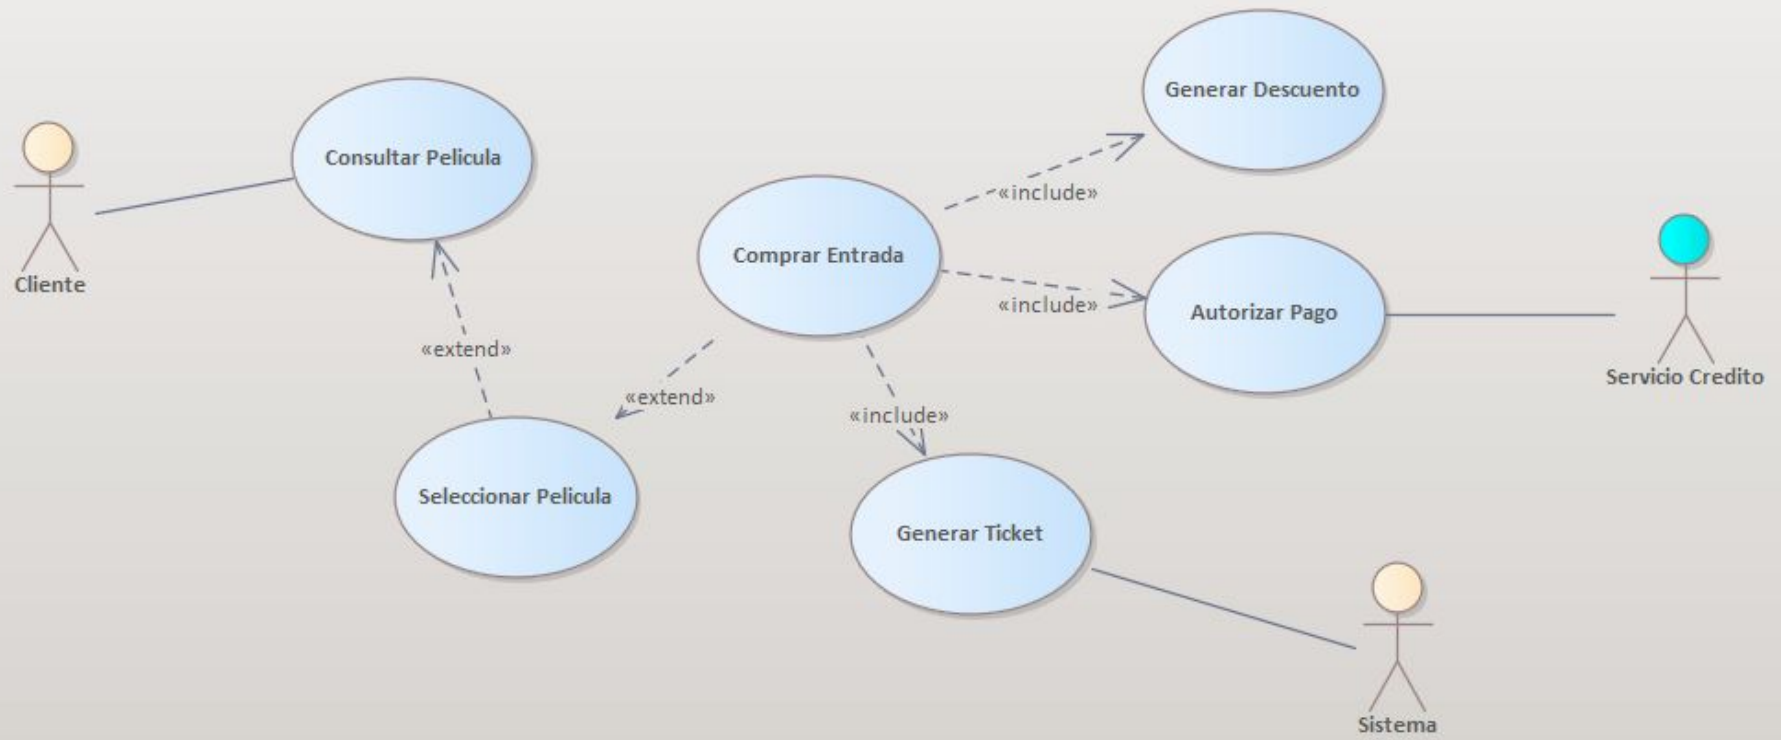 Generar Descuento
Consultar Pelicula
«include»
Comprar Entrada
Cliente
«include»
Autorizar Pago
«extend»
Servicio Credito
«extend»
«include»
Seleccionar Pelicula
Generar Ticket
Sistema